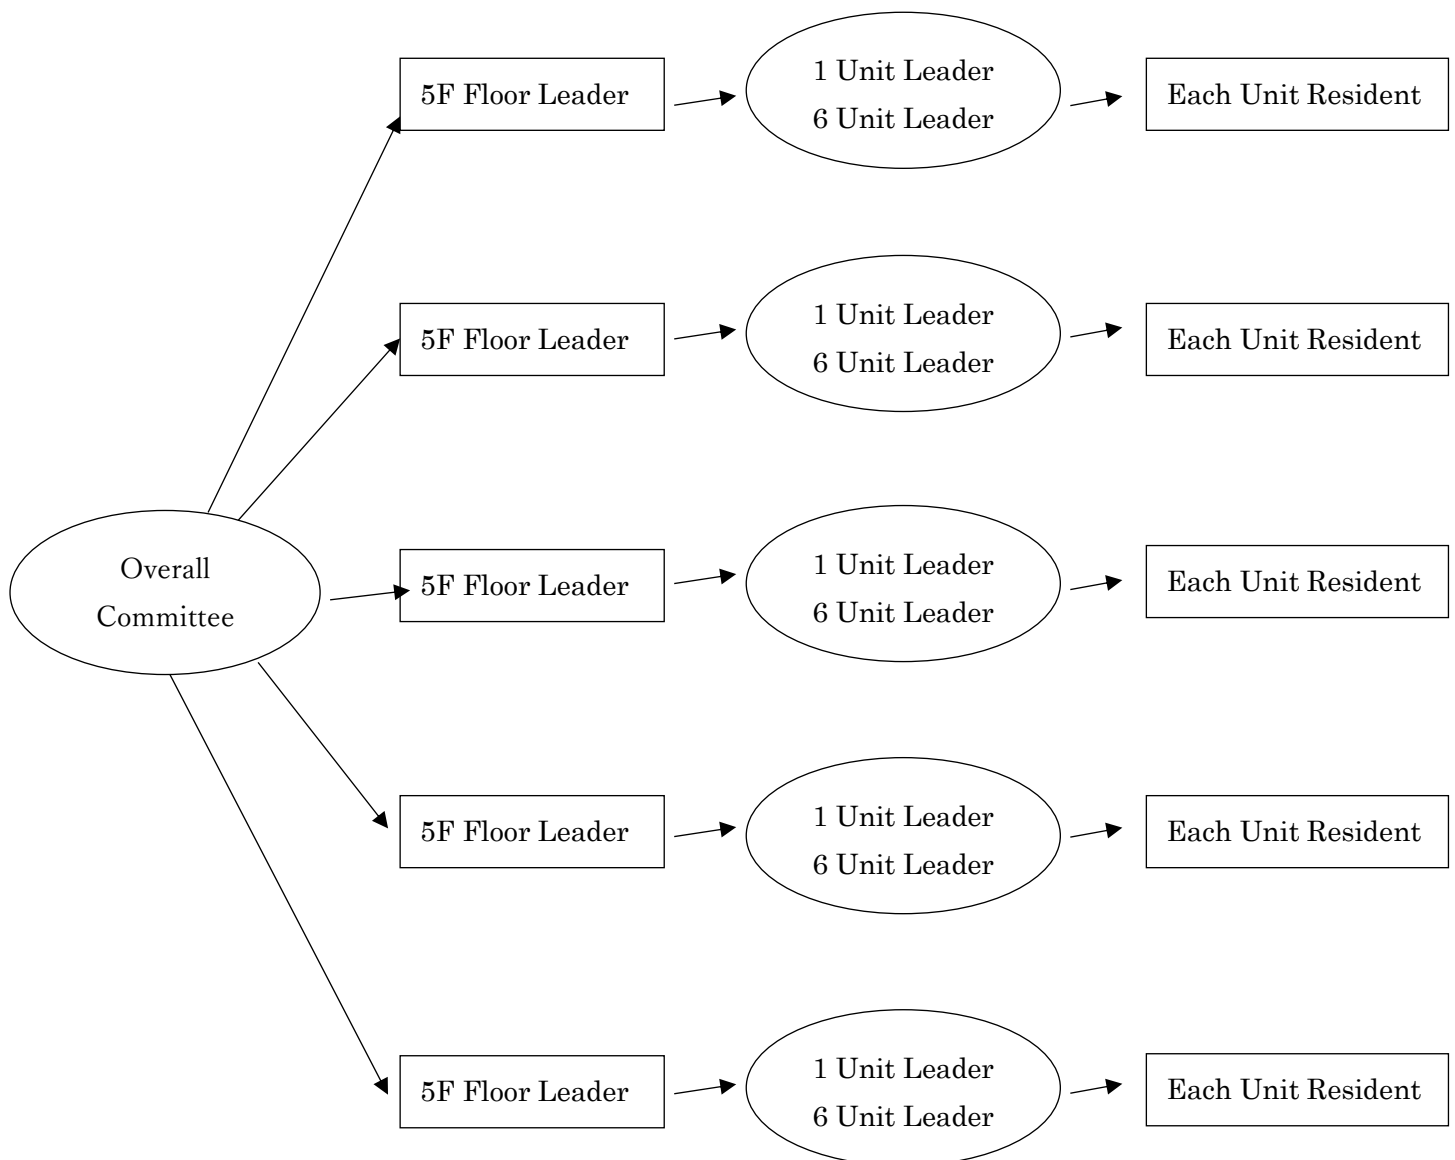 5F Floor Leader
1 Unit Leader
6 Unit Leader
Each Unit Resident
5F Floor Leader
1 Unit Leader
6 Unit Leader
Each Unit Resident
Overall
Committee
5F Floor Leader
1 Unit Leader
6 Unit Leader
Each Unit Resident
5F Floor Leader
1 Unit Leader
6 Unit Leader
Each Unit Resident
5F Floor Leader
1 Unit Leader
6 Unit Leader
Each Unit Resident